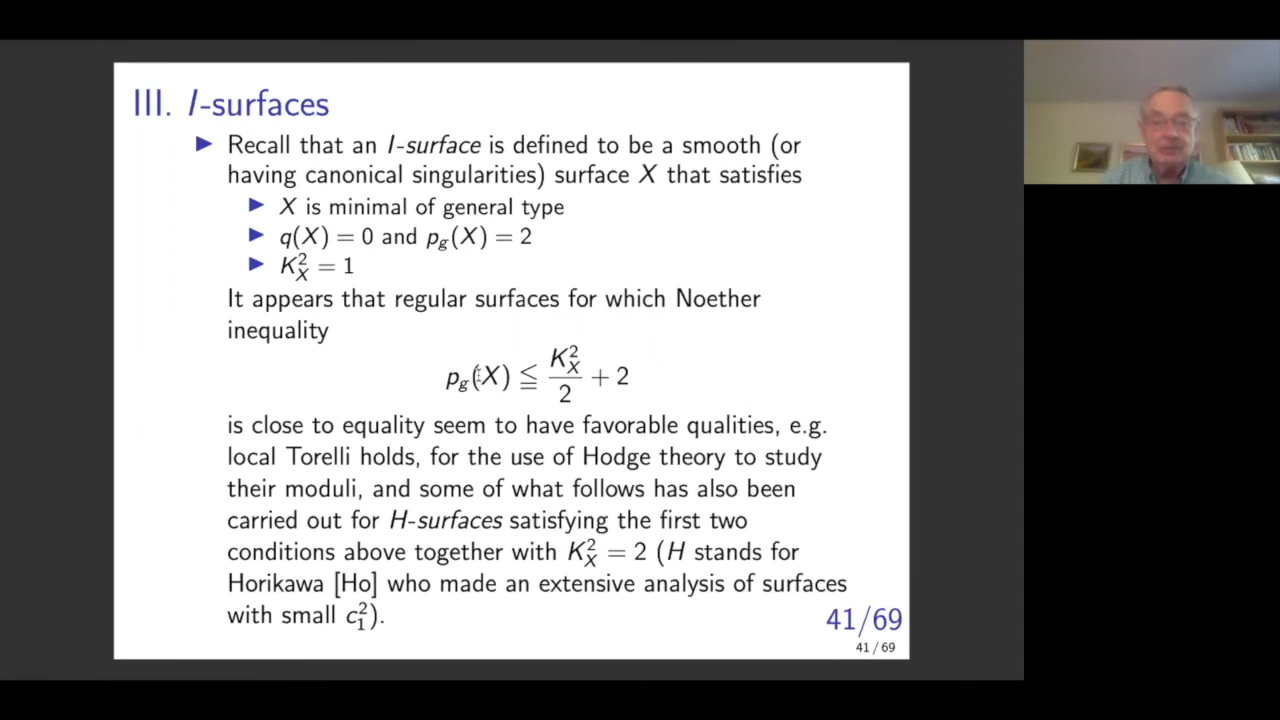 III. I-surfaces
▶ Recall that an I-surface is defined to be a smooth (or
having canonical singularities) surface X that satisfies
▶ X is minimal of general type
▶ q(X) = 0 and p_g(X) = 2
▶ K_X^2 = 1
It appears that regular surfaces for which Noether
inequality
p_g(X) ≦ K_X^2/2 + 2
is close to equality seem to have favorable qualities, e.g.
local Torelli holds, for the use of Hodge theory to study
their moduli, and some of what follows has also been
carried out for H-surfaces satisfying the first two
conditions above together with K_X^2 = 2 (H stands for
Horikawa [Ho] who made an extensive analysis of surfaces
with small c_1^2).
41/69
41 / 69